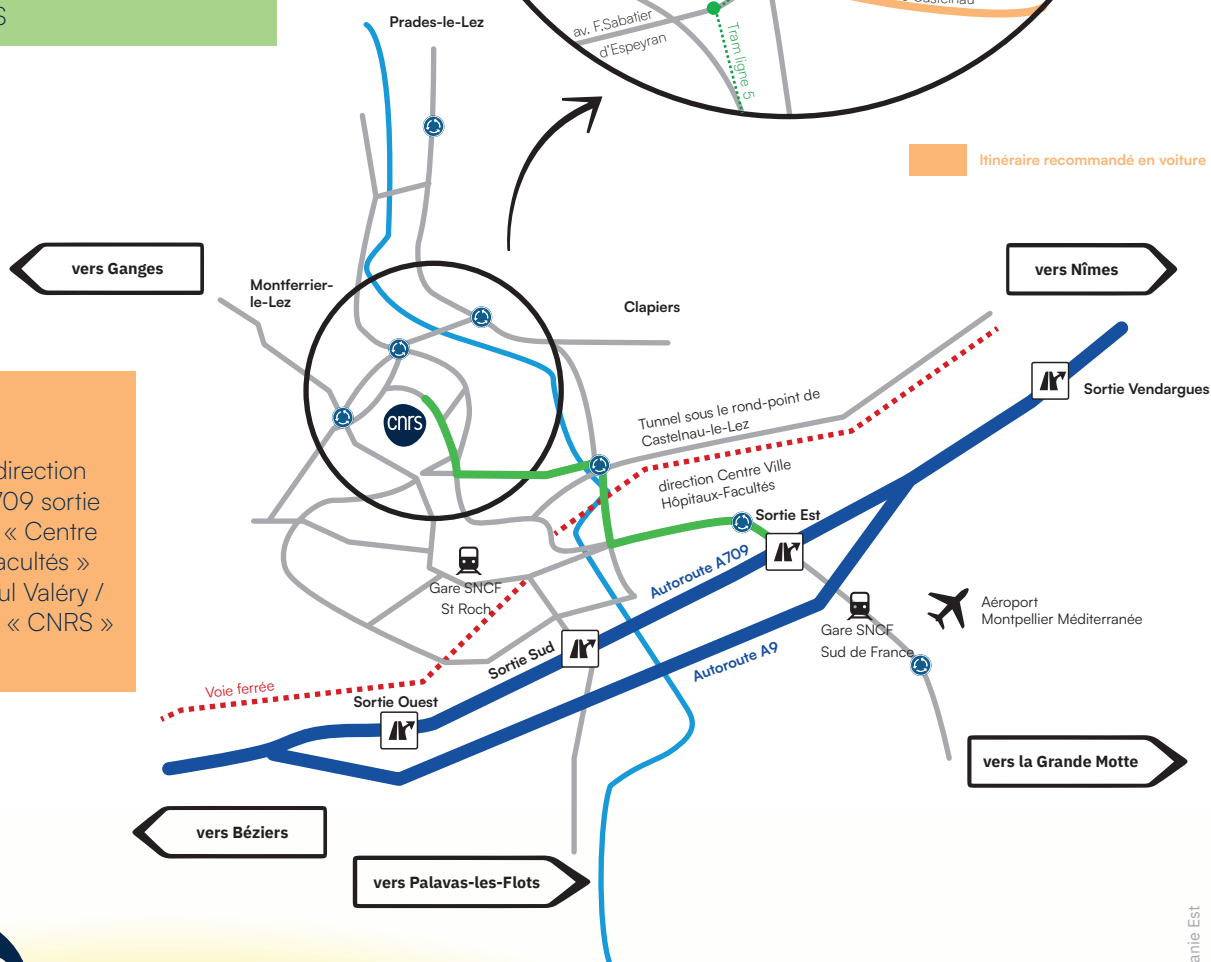 S
Prades-le-Lez
av. F.Sabatier
d'Espeyran
Tram ligne 5
Itinéraire recommandé en voiture
vers Ganges
vers Nîmes
Montferrier-
le-Lez
Clapiers
Sortie Vendargues
cnrs
Tunnel sous le rond-point de
Castelnau-le-Lez
direction
709 sortie
« Centre
acultés »
ul Valéry /
« CNRS »
direction Centre Ville
Hôpitaux-Facultés
Sortie Est
Autoroute A709
Gare SNCF
St Roch
Gare SNCF
Sud de France
Aéroport
Montpellier Méditerranée
Sortie Sud
Autoroute A9
Voie ferrée
Sortie Ouest
vers la Grande Motte
vers Béziers
vers Palavas-les-Flots
anie Est